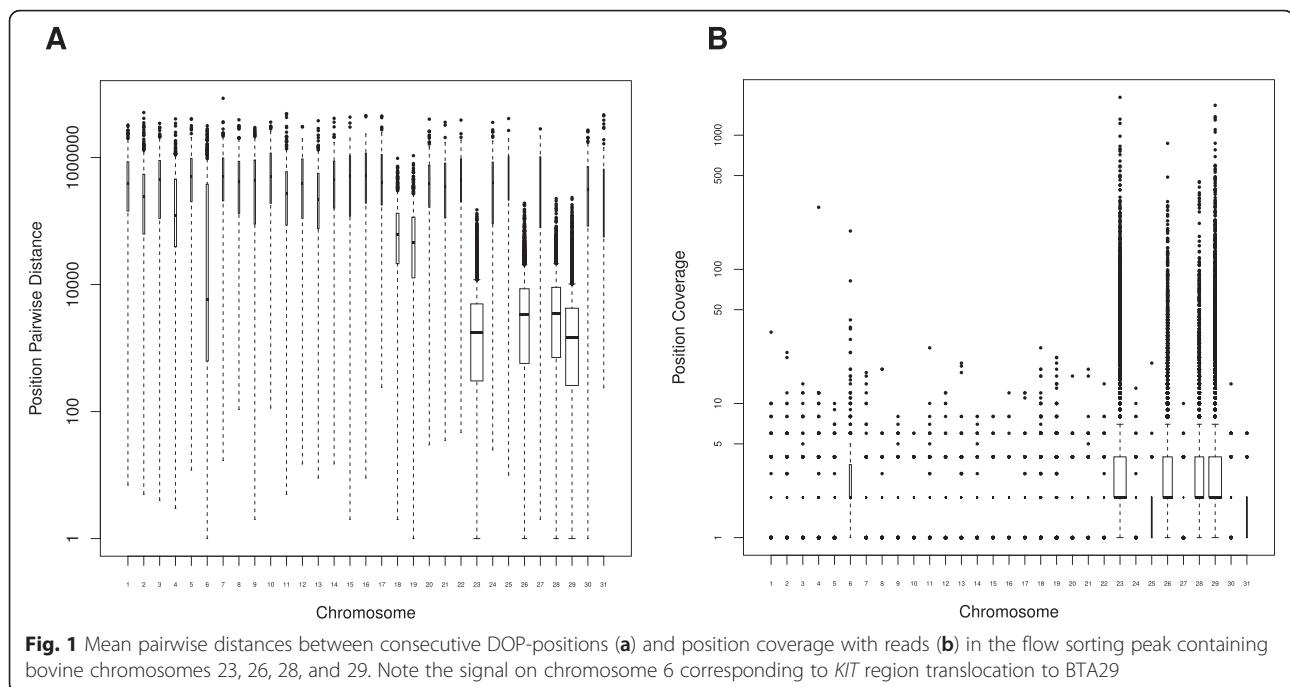 A
B
Position Pairwise Distance
1000000
10000
100
1
1 2 3 4 5 6 7 8 9 10 11 12 13 14 15 16 17 18 19 20 21 22 23 24 25 26 27 28 29 30 31
Chromosome
Position Coverage
1000
500
100
50
10
5
1
1 2 3 4 5 6 7 8 9 10 11 12 13 14 15 16 17 18 19 20 21 22 23 24 25 26 27 28 29 30 31
Chromosome
Fig. 1 Mean pairwise distances between consecutive DOP-positions (a) and position coverage with reads (b) in the flow sorting peak containing
bovine chromosomes 23, 26, 28, and 29. Note the signal on chromosome 6 corresponding to KIT region translocation to BTA29